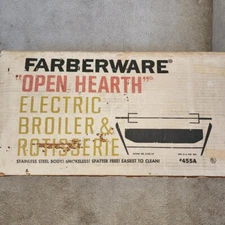 FARBERWARE®
"OPEN HEARTH"®
ELECTRIC
BROILER &
ROTISSERIE
STAINLESS STEEL BODY! SMOKELESS! SPATTER FREE! EASIEST TO CLEAN!
#455A